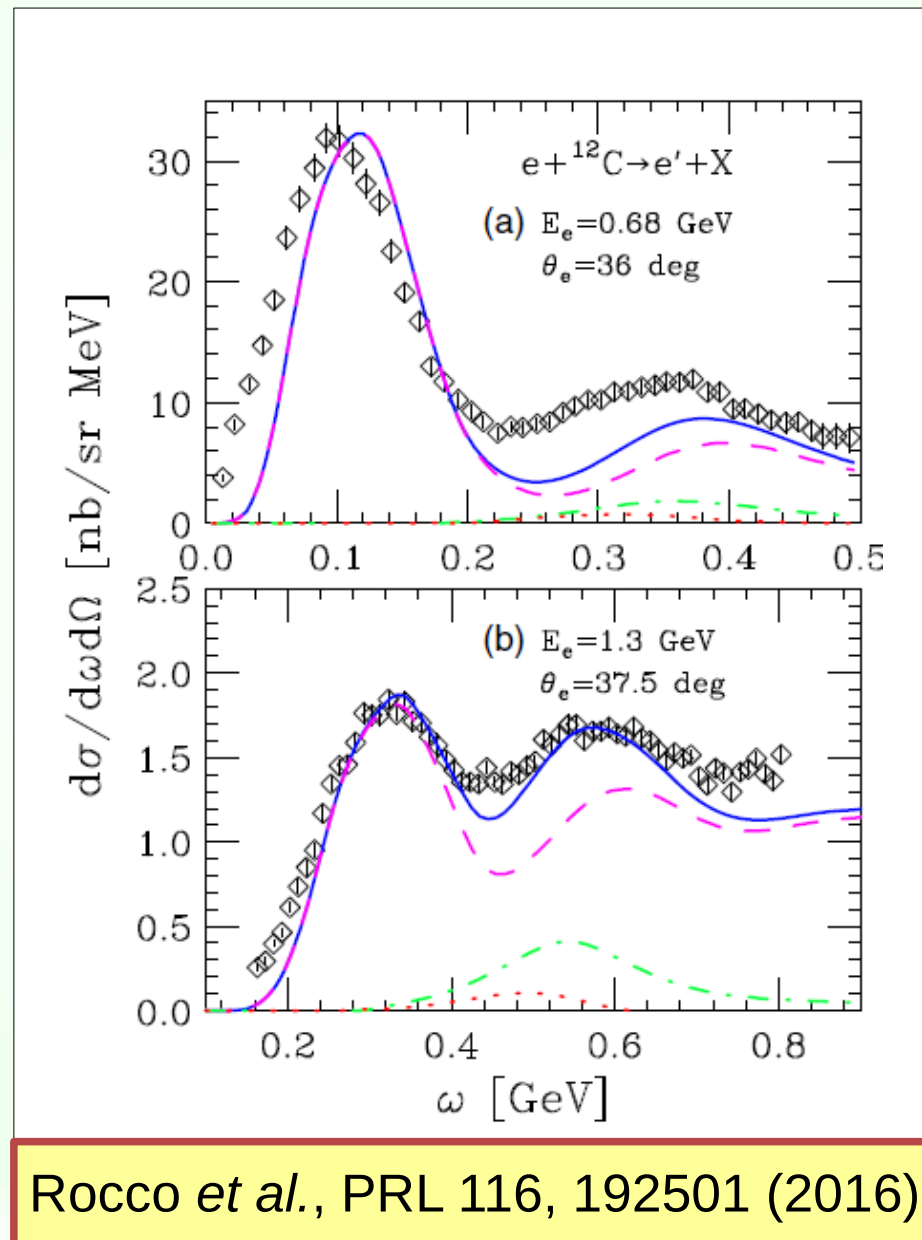 dσ/dωdΩ [nb/sr MeV]
30
20
10
0
e+¹²C→e′+X
(a) Eₑ=0.68 GeV
θₑ=36 deg
0.0 0.1 0.2 0.3 0.4 0.5
2.5
2.0
1.5
1.0
0.5
0.0
(b) Eₑ=1.3 GeV
θₑ=37.5 deg
0.2 0.4 0.6 0.8
ω [GeV]
Rocco et al., PRL 116, 192501 (2016)